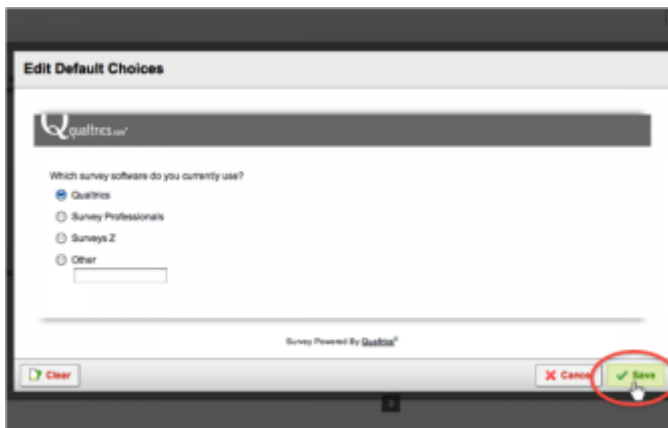 Edit Default Choices
Qualtrics.com
Which survey software do you currently use?
Qualtrics
Survey Professionals
Surveys Z
Other
Survey Powered By Qualtrics
Clear
Cancel
Save
3